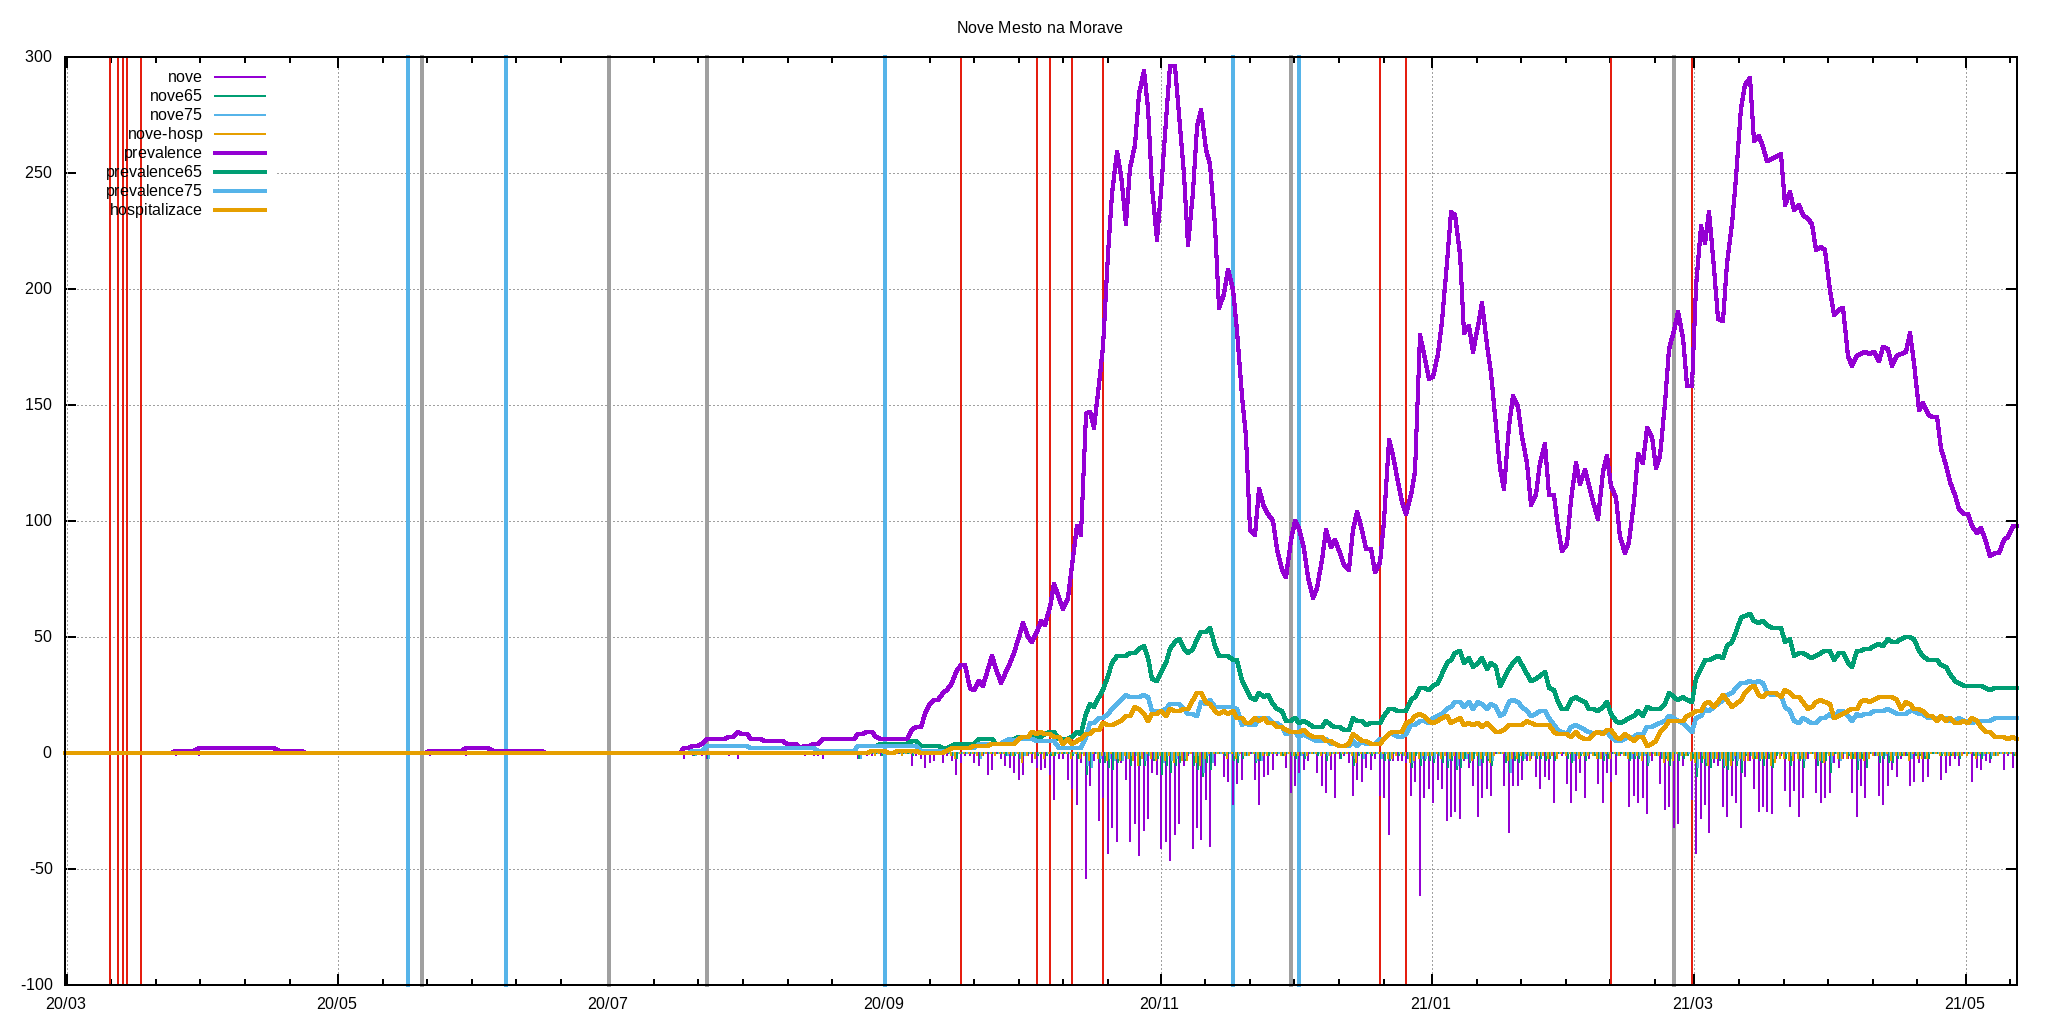 Nove Mesto na Morave
300
250
200
150
100
50
0
-50
-100
nove
nove65
nove75
nove-hosp
prevalence
prevalence65
prevalence75
hospitalizace
20/03 20/05 20/07 20/09 20/11 21/01 21/03 21/05